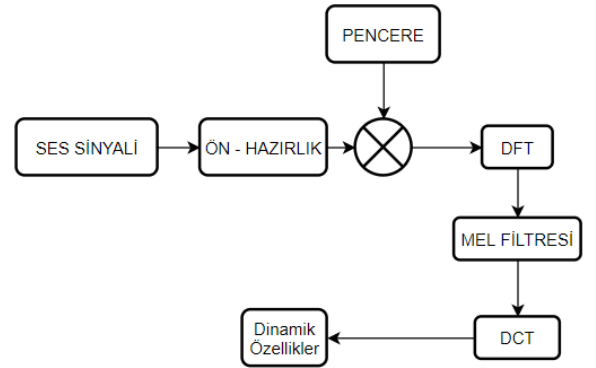 PENCERE
SES SİNYALİ
ÖN - HAZIRLIK
DFT
MEL FİLTRESİ
DCT
Dinamik
Özellikler